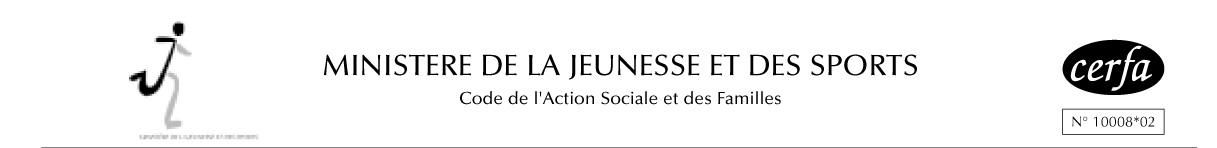 MINISTERE DE LA JEUNESSE ET DES SPORTS
Code de l'Action Sociale et des Familles
cerfa
N° 10008*02